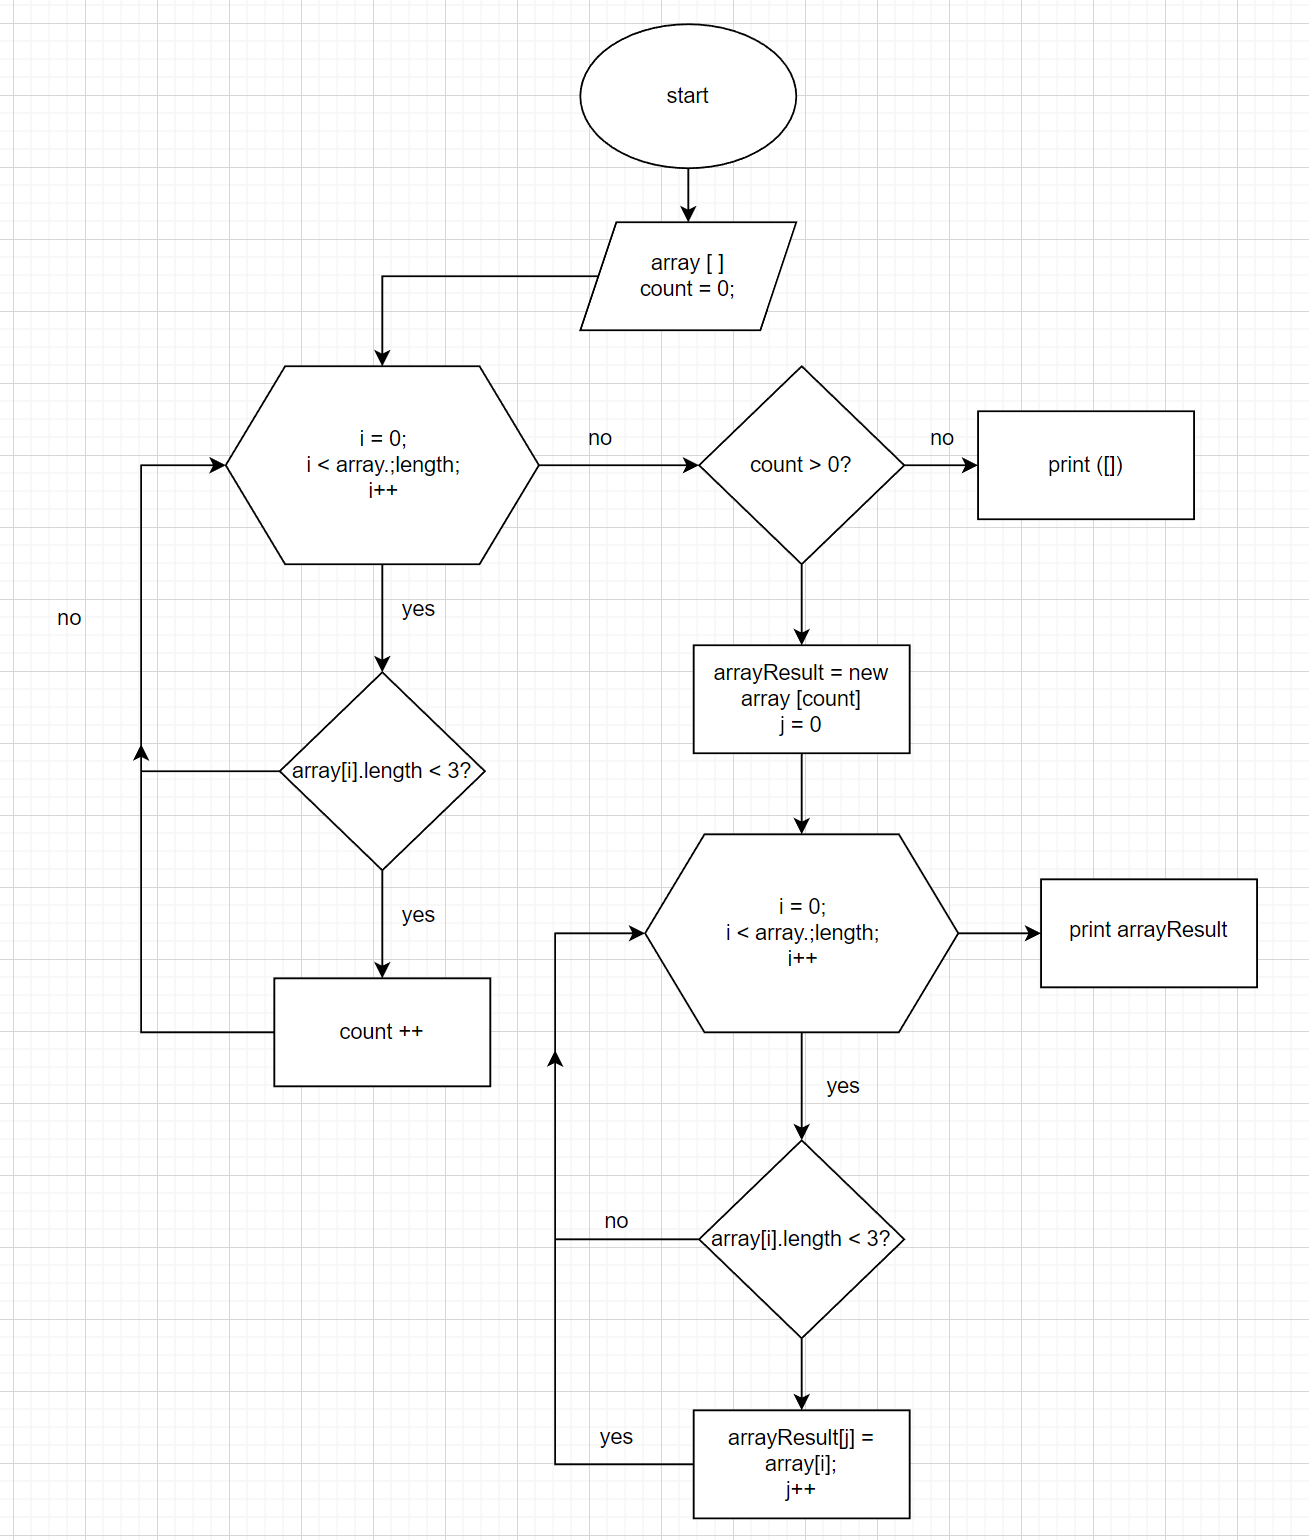 start
array [ ]
count = 0;
i = 0;
i < array.;length;
i++
no
count > 0?
no
print ([])
no
yes
arrayResult = new
array [count]
j = 0
array[i].length < 3?
yes
i = 0;
i < array.;length;
i++
print arrayResult
count ++
yes
no
array[i].length < 3?
yes
arrayResult[j] =
array[i];
j++